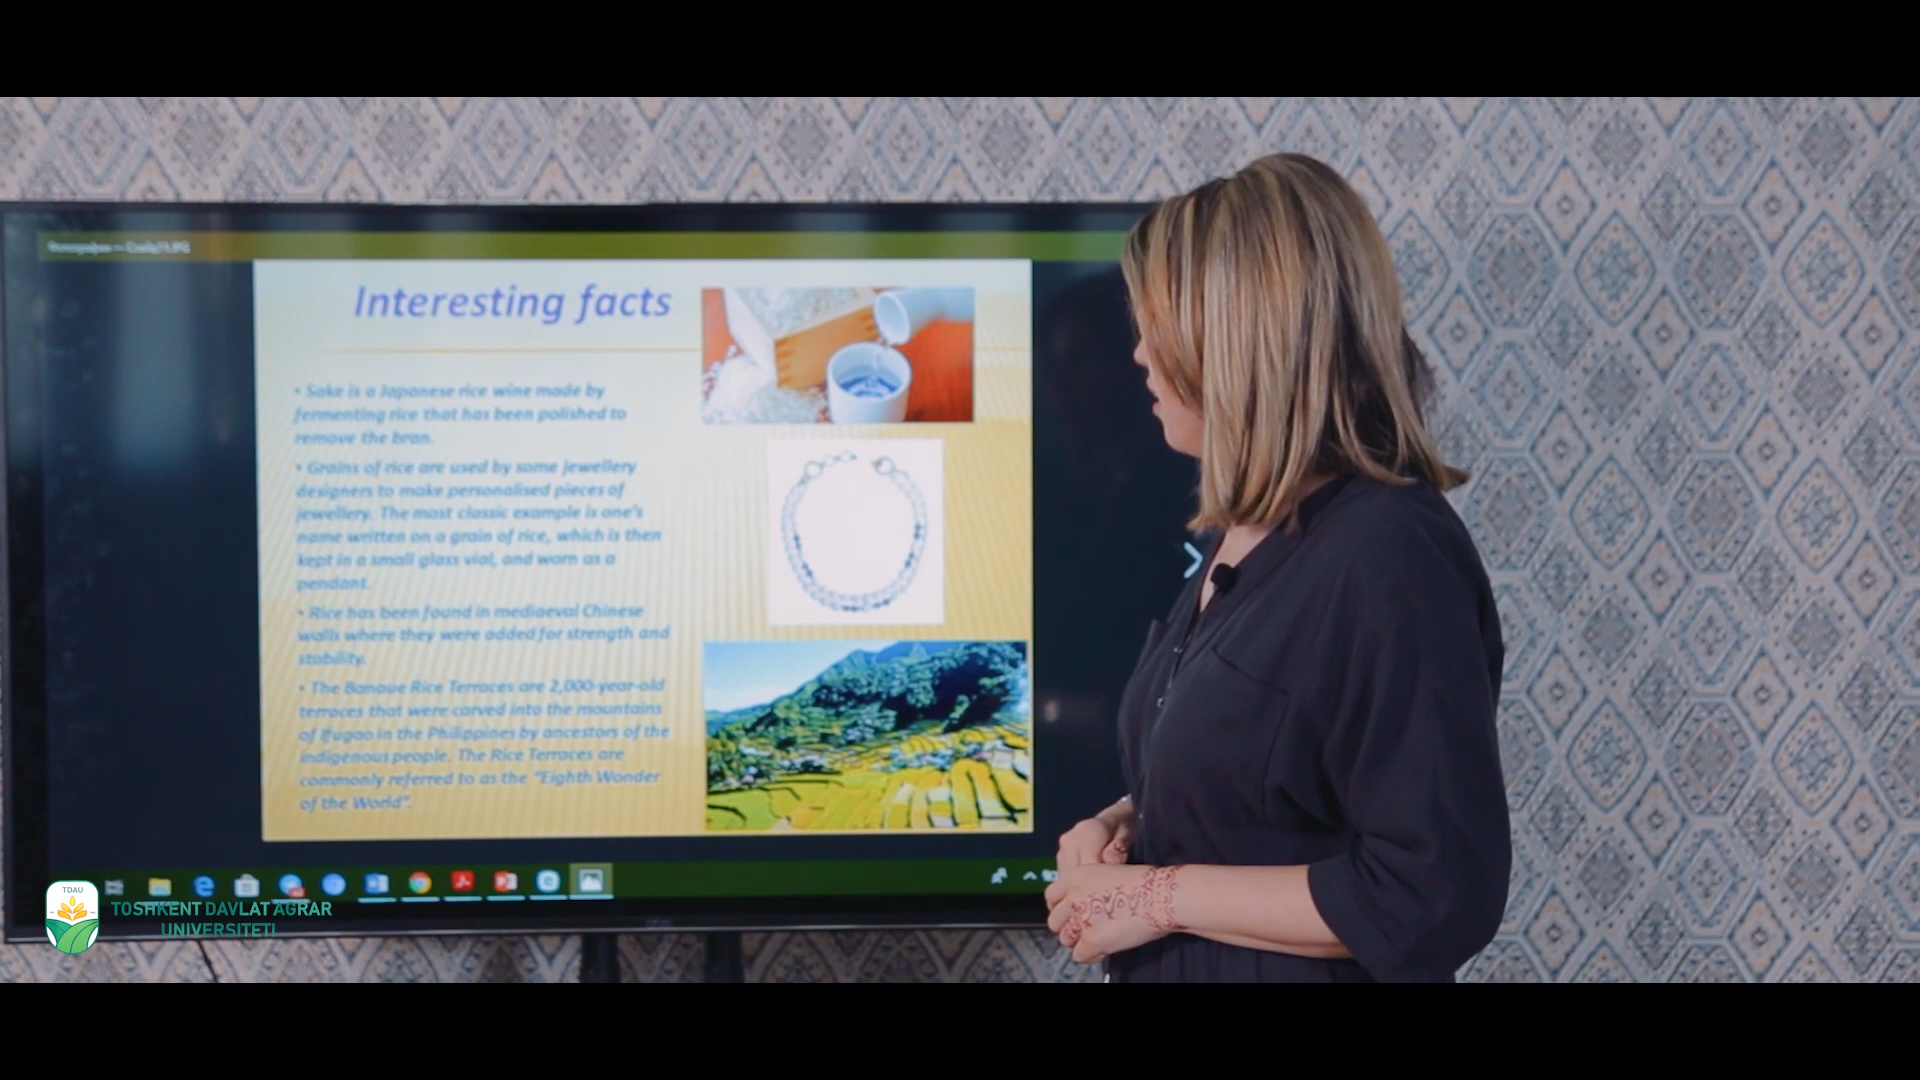 Interesting facts
• Sake is a Japanese rice wine made by
fermenting rice that has been polished to
remove the bran.
• Grains of rice are used by some jewellery
designers to make personalised pieces of
jewellery. The most classic example is one's
name written on a grain of rice, which is then
kept in a small glass vial, and worn as a
pendant.
• Rice has been found in mediaeval Chinese
walls where they were added for strength and
stability.
• The Banaue Rice Terraces are 2,000-year-old
terraces that were carved into the mountains
of Ifugao in the Philippines by ancestors of the
indigenous people. The Rice Terraces are
commonly referred to as the "Eighth Wonder
of the World".
TDAU
TOSHKENT DAVLAT AGRAR
UNIVERSITETI